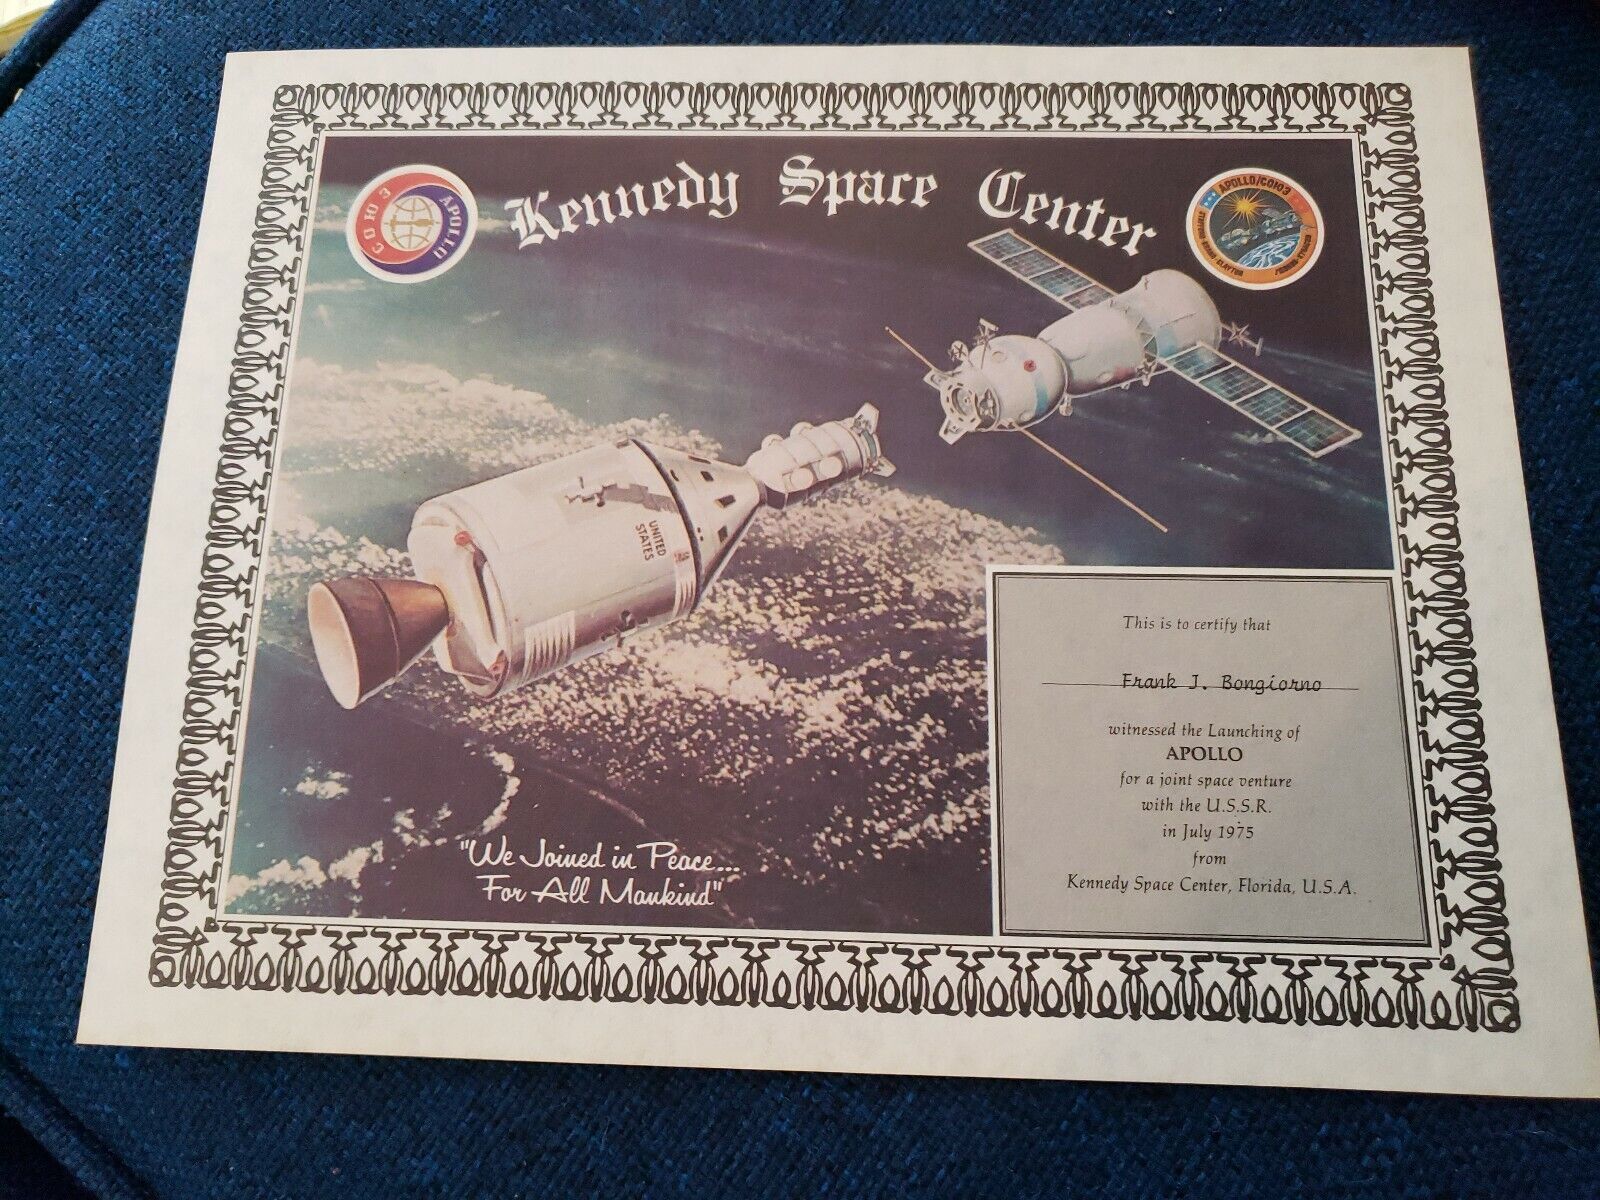 Kennedy Space Center
СОЮЗ
APOLLO
APOLLO/СОЮЗ
UNITED
STATES
"We Joined in Peace...
For All Mankind"
This is to certify that
Frank J. Bongiorno
witnessed the Launching of
APOLLO
for a joint space venture
with the U.S.S.R.
in July 1975
from
Kennedy Space Center, Florida, U.S.A.